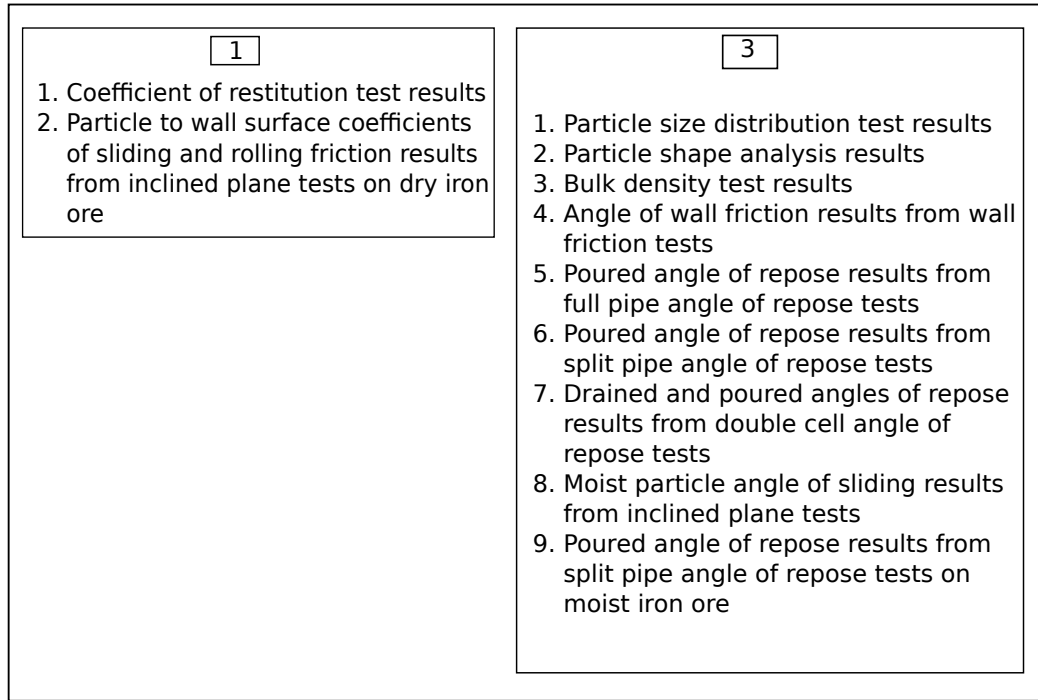 1
1. Coefficient of restitution test results
2. Particle to wall surface coefficients
of sliding and rolling friction results
from inclined plane tests on dry iron
ore
3
1. Particle size distribution test results
2. Particle shape analysis results
3. Bulk density test results
4. Angle of wall friction results from wall
friction tests
5. Poured angle of repose results from
full pipe angle of repose tests
6. Poured angle of repose results from
split pipe angle of repose tests
7. Drained and poured angles of repose
results from double cell angle of
repose tests
8. Moist particle angle of sliding results
from inclined plane tests
9. Poured angle of repose results from
split pipe angle of repose tests on
moist iron ore